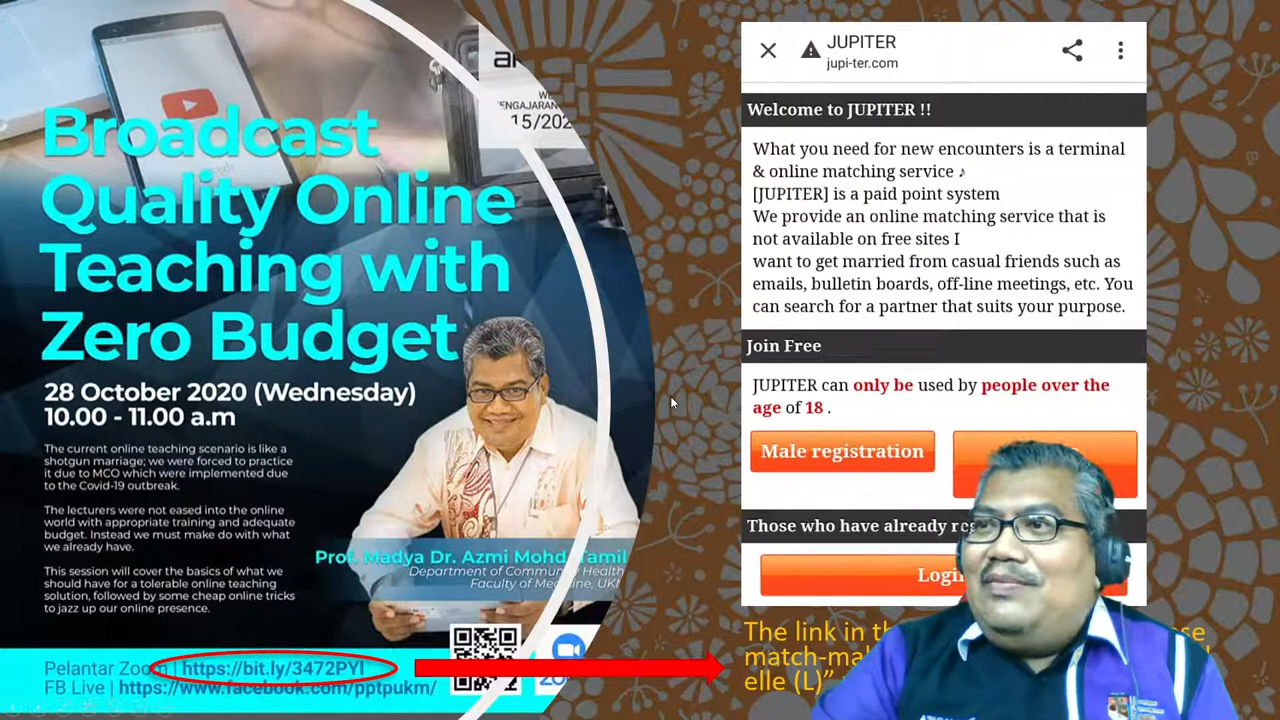 Broadcast
Quality Online
Teaching with
Zero Budget
28 October 2020 (Wednesday)
10.00 - 11.00 a.m
The current online teaching scenario is like a
shotgun marriage; we were forced to practice
it due to MCO which were implemented due
to the Covid-19 outbreak.
The lecturers were not eased into the online
world with appropriate training and adequate
budget. Instead we must make do with what
we already have.
This session will cover the basics of what we
should have for a tolerable online teaching
solution, followed by some cheap online tricks
to jazz up our online presence.
ENGAJARAN
15/202
Prof. Madya Dr. Azmi Mohd Tamil
Department of Community Health
Faculty of Medicine, UKM
Pelantar Zoom | https://bit.ly/3472PYl
FB Live | https://www.facebook.com/pptpukm/
JUPITER
jupi-ter.com
Welcome to JUPITER !!
What you need for new encounters is a terminal
& online matching service ♪
[JUPITER] is a paid point system
We provide an online matching service that is
not available on free sites I
want to get married from casual friends such as
emails, bulletin boards, off-line meetings, etc. You
can search for a partner that suits your purpose.
Join Free
JUPITER can only be used by people over the
age of 18 .
Male registration
Those who have already reg
Login
The link in th
match-mal
elle (L)”